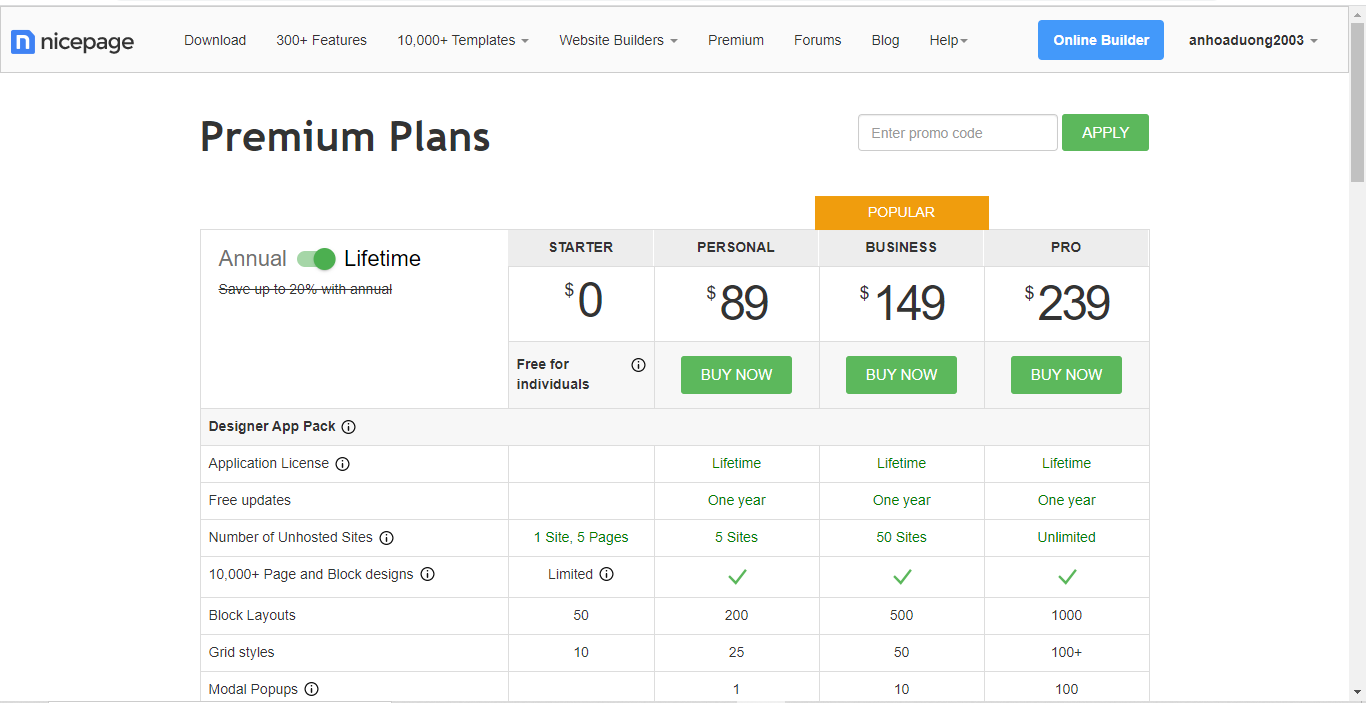 nicepage Download 300+ Features 10,000+ Templates Website Builders Premium Forums Blog Help Online Builder anhoaduong2003
Premium Plans
Enter promo code APPLY
POPULAR
Annual Lifetime
Save up to 20% with annual
STARTER PERSONAL BUSINESS PRO
$0 $89 $149 $239
Free for
individuals
BUY NOW BUY NOW BUY NOW
Designer App Pack
Application License Lifetime Lifetime Lifetime
Free updates One year One year One year
Number of Unhosted Sites 1 Site, 5 Pages 5 Sites 50 Sites Unlimited
10,000+ Page and Block designs Limited
Block Layouts 50 200 500 1000
Grid styles 10 25 50 100+
Modal Popups 1 10 100